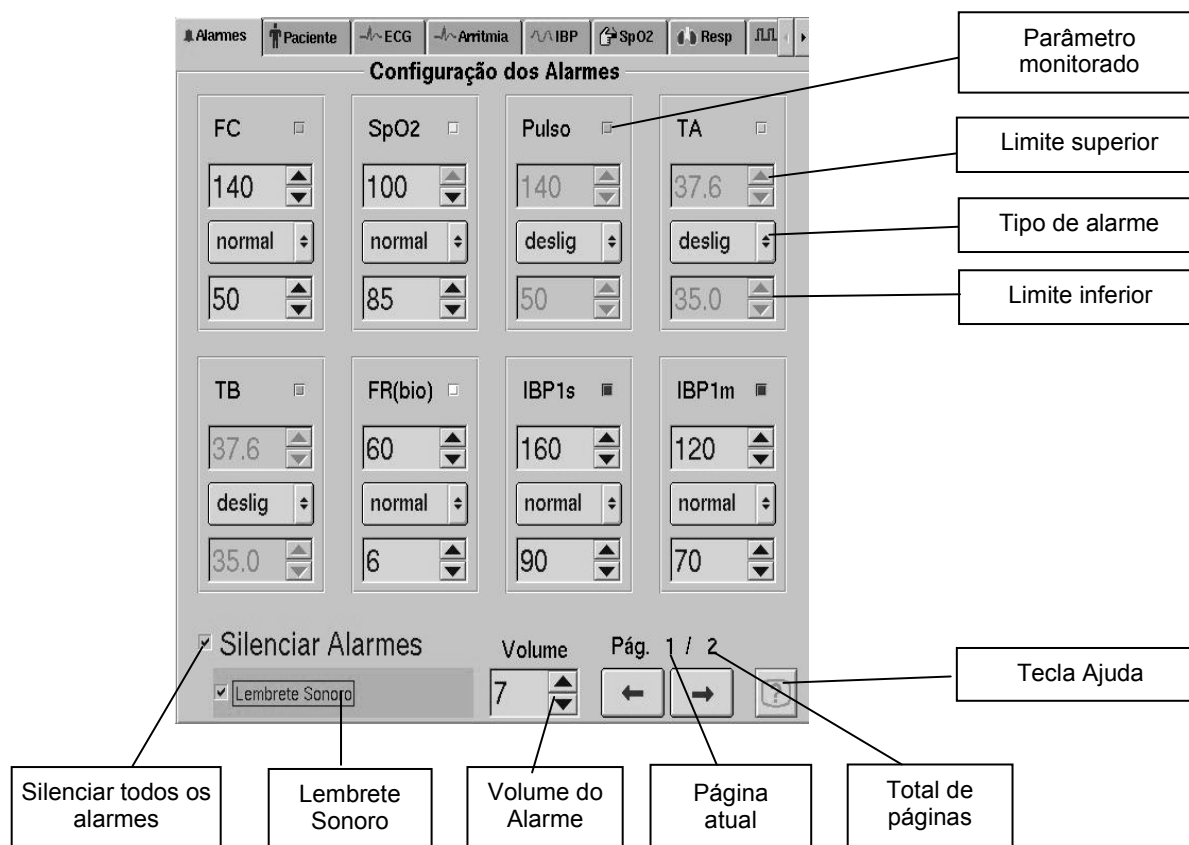 Alarmes Paciente ECG Arritmia IBP SpO2 Resp
Configuração dos Alarmes
FC SpO2 Pulso TA
140 100 140 37.6
normal normal deslig deslig
50 85 50 35.0
TB FR(bio) IBP1s IBP1m
37.6 60 160 120
deslig normal normal normal
35.0 6 90 70
Silenciar Alarmes
Lembrete Sonoro
Volume
7
Pág. 1 / 2
?
Parâmetro
monitorado
Limite superior
Tipo de alarme
Limite inferior
Tecla Ajuda
Silenciar todos os
alarmes
Lembrete
Sonoro
Volume do
Alarme
Página
atual
Total de
páginas